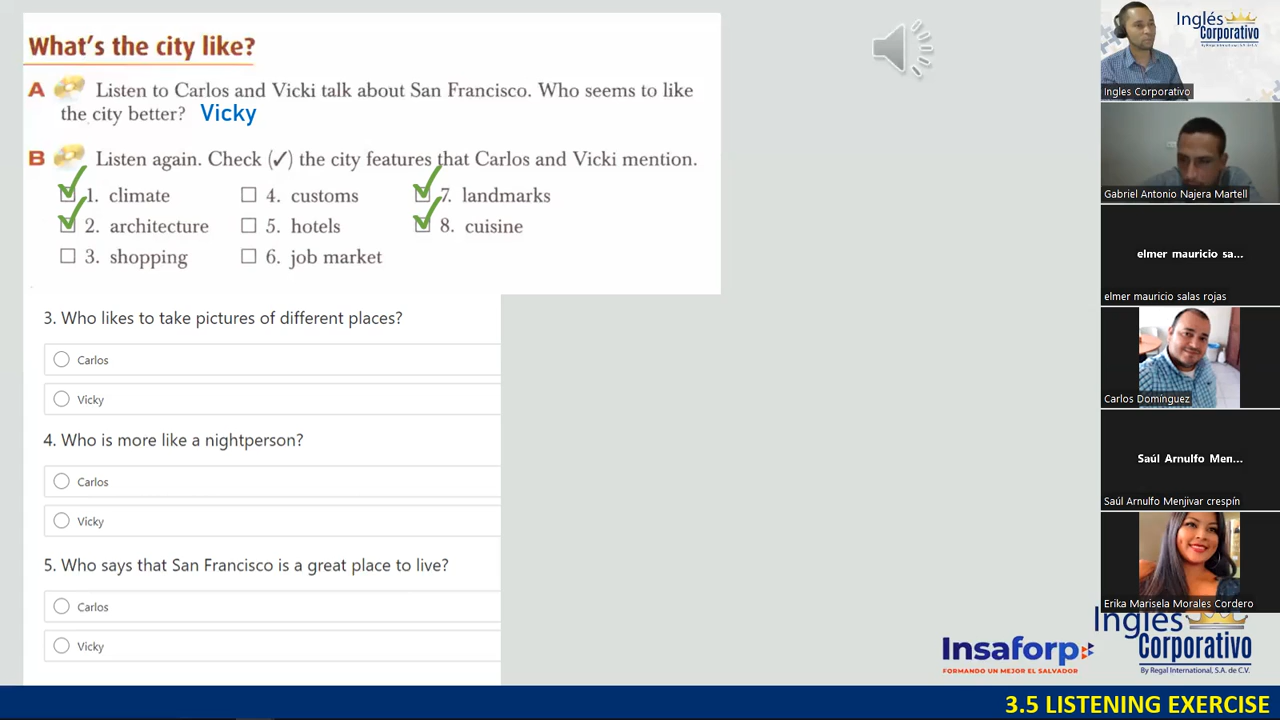 What's the city like?
A Listen to Carlos and Vicki talk about San Francisco. Who seems to like
the city better? Vicky
B Listen again. Check (✓) the city features that Carlos and Vicki mention.
1. climate 4. customs 7. landmarks
2. architecture 5. hotels 8. cuisine
3. shopping 6. job market
3. Who likes to take pictures of different places?
Carlos
Vicky
4. Who is more like a nightperson?
Carlos
Vicky
5. Who says that San Francisco is a great place to live?
Carlos
Vicky
Inglés
Corporativo
By Regal International, S.A. de C.V.
Ingles Corporativo
Gabriel Antonio Najera Martell
elmer mauricio sa...
elmer mauricio salas rojas
Carlos Domínguez
Saúl Arnulfo Men...
Saúl Arnulfo Menjivar crespín
Erika Marisela Morales Cordero
Insaforp
FORMANDO UN MEJOR EL SALVADOR
Inglés
Corporativo
By Regal International, S.A. de C.V.
3.5 LISTENING EXERCISE